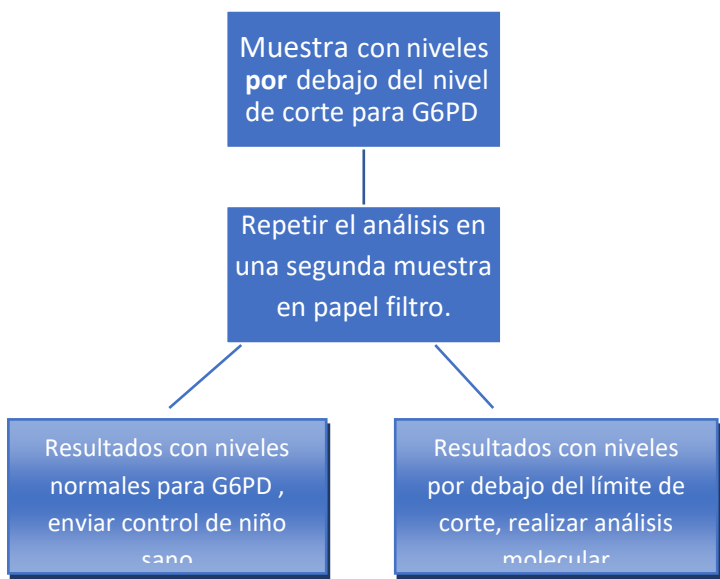 Muestra con niveles
por debajo del nivel
de corte para G6PD
Repetir el análisis en
una segunda muestra
en papel filtro.
Resultados con niveles
normales para G6PD ,
enviar control de niño
sano
Resultados con niveles
por debajo del límite de
corte, realizar análisis
molecular